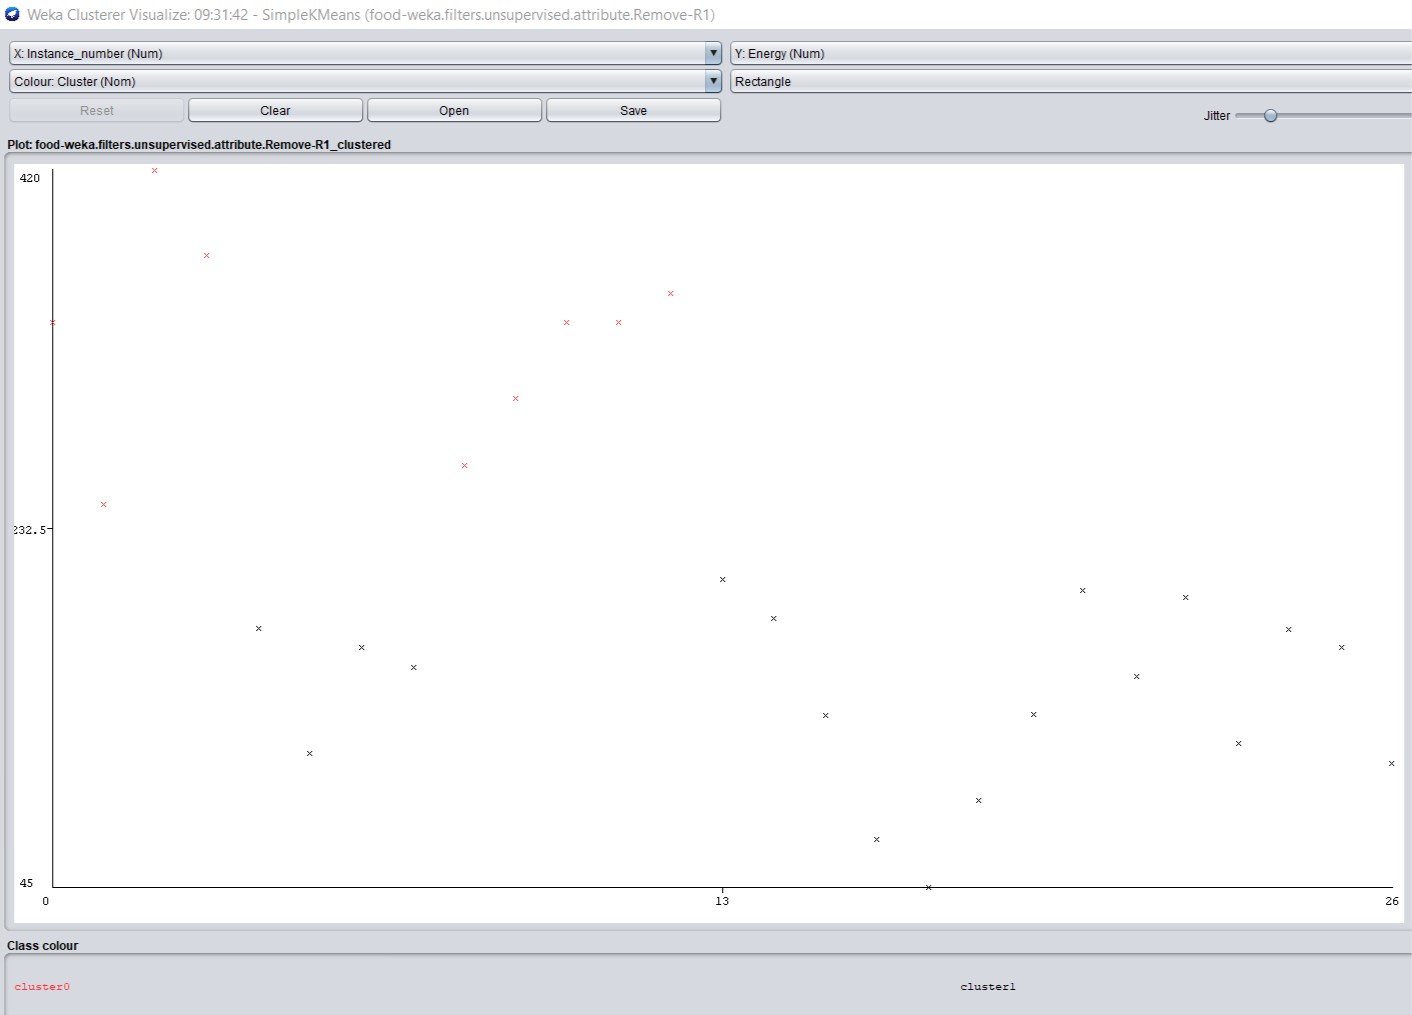 Weka Clusterer Visualize: 09:31:42 - SimpleKMeans (food-weka.filters.unsupervised.attribute.Remove-R1)
X: Instance_number (Num)
Y: Energy (Num)
Colour: Cluster (Nom)
Rectangle
Reset
Clear
Open
Save
Jitter
Plot: food-weka.filters.unsupervised.attribute.Remove-R1_clustered
420
232.5
45
0
13
26
Class colour
cluster0
cluster1